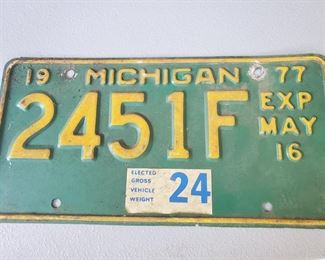 19 MICHIGAN 77
2451F EXP
MAY
16
ELECTED
GROSS
VEHICLE
WEIGHT 24